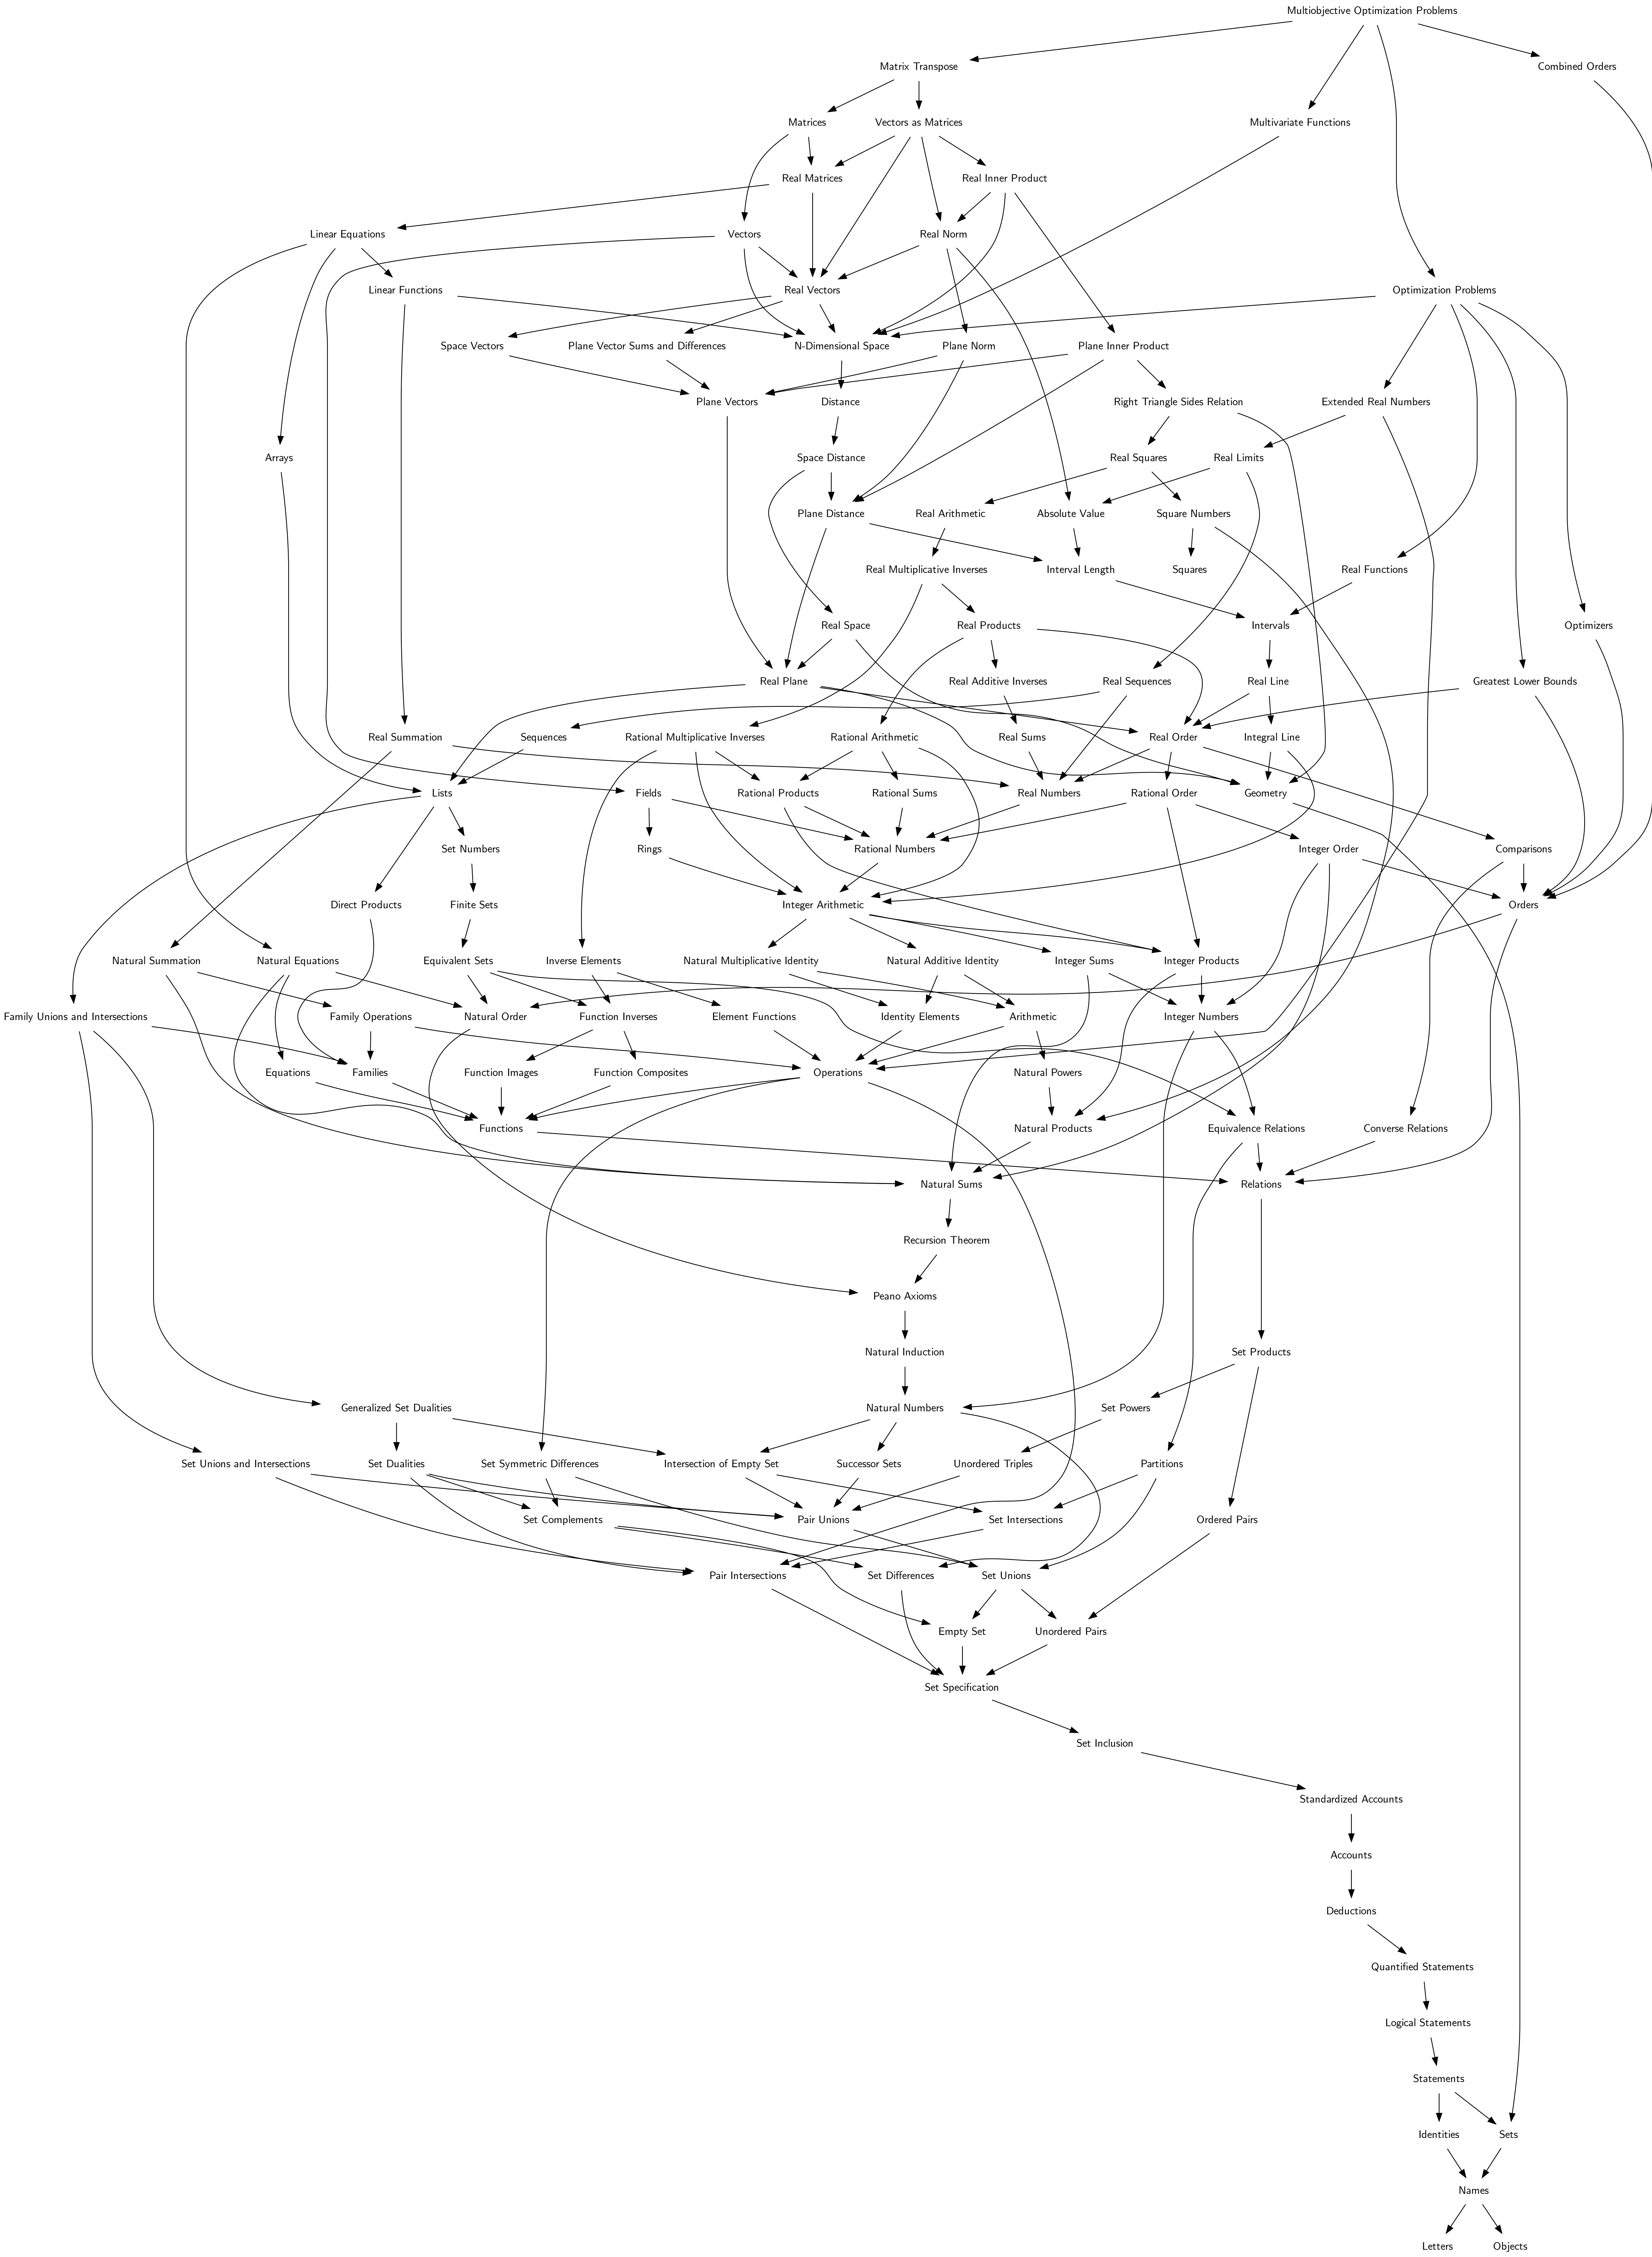 Multiobjective Optimization Problems
Matrix Transpose
Combined Orders
Matrices
Vectors as Matrices
Multivariate Functions
Real Matrices
Real Inner Product
Linear Equations
Vectors
Real Norm
Linear Functions
Real Vectors
Optimization Problems
Space Vectors
Plane Vector Sums and Differences
N-Dimensional Space
Plane Norm
Plane Inner Product
Plane Vectors
Distance
Right Triangle Sides Relation
Extended Real Numbers
Arrays
Space Distance
Real Squares
Real Limits
Plane Distance
Real Arithmetic
Absolute Value
Square Numbers
Real Multiplicative Inverses
Interval Length
Squares
Real Functions
Real Space
Real Products
Intervals
Optimizers
Real Plane
Real Additive Inverses
Real Sequences
Real Line
Greatest Lower Bounds
Real Summation
Sequences
Rational Multiplicative Inverses
Rational Arithmetic
Real Sums
Real Order
Integral Line
Lists
Fields
Rational Products
Rational Sums
Real Numbers
Rational Order
Geometry
Set Numbers
Rings
Rational Numbers
Integer Order
Comparisons
Direct Products
Finite Sets
Integer Arithmetic
Orders
Natural Summation
Natural Equations
Equivalent Sets
Inverse Elements
Natural Multiplicative Identity
Natural Additive Identity
Integer Sums
Integer Products
Family Unions and Intersections
Family Operations
Natural Order
Function Inverses
Element Functions
Identity Elements
Arithmetic
Integer Numbers
Equations
Families
Function Images
Function Composites
Operations
Natural Powers
Functions
Natural Products
Equivalence Relations
Converse Relations
Natural Sums
Relations
Recursion Theorem
Peano Axioms
Natural Induction
Set Products
Generalized Set Dualities
Natural Numbers
Set Powers
Set Unions and Intersections
Set Dualities
Set Symmetric Differences
Intersection of Empty Set
Successor Sets
Unordered Triples
Partitions
Set Complements
Pair Unions
Set Intersections
Ordered Pairs
Pair Intersections
Set Differences
Set Unions
Empty Set
Unordered Pairs
Set Specification
Set Inclusion
Standardized Accounts
Accounts
Deductions
Quantified Statements
Logical Statements
Statements
Identities
Sets
Names
Letters
Objects